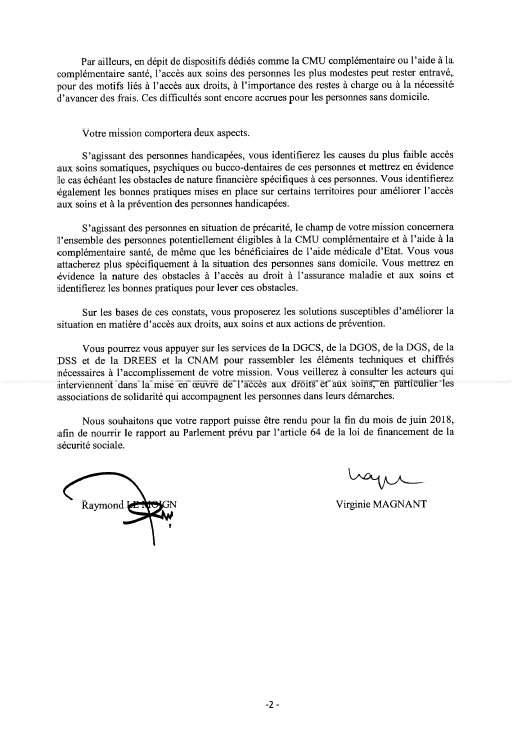 Par ailleurs, en dépit de dispositifs dédiés comme la CMU complémentaire ou l'aide à la
complémentaire santé, l'accès aux soins des personnes les plus modestes peut rester entravé,
pour des motifs liés à l'accès aux droits, à l'importance des restes à charge ou à la nécessité
d'avancer des frais. Ces difficultés sont encore accrues pour les personnes sans domicile.
Votre mission comportera deux aspects.
S'agissant des personnes handicapées, vous identifierez les causes du plus faible accès
aux soins somatiques, psychiques ou bucco-dentaires de ces personnes et mettrez en évidence
le cas échéant les obstacles de nature financière spécifiques à ces personnes. Vous identifierez
également les bonnes pratiques mises en place sur certains territoires pour améliorer l'accès
aux soins et à la prévention des personnes handicapées.
S'agissant des personnes en situation de précarité, le champ de votre mission concernera
l'ensemble des personnes potentiellement éligibles à la CMU complémentaire et à l'aide à la
complémentaire santé, de même que les bénéficiaires de l'aide médicale d'Etat. Vous vous
attacherez plus spécifiquement à la situation des personnes sans domicile. Vous mettrez en
évidence la nature des obstacles à l'accès au droit à l'assurance maladie et aux soins et
identifierez les bonnes pratiques pour lever ces obstacles.
Sur les bases de ces constats, vous proposerez les solutions susceptibles d'améliorer la
situation en matière d'accès aux droits, aux soins et aux actions de prévention.
Vous pourrez vous appuyer sur les services de la DGCS, de la DGOS, de la DGS, de la
DSS et de la DREES et la CNAM pour rassembler les éléments techniques et chiffrés
nécessaires à l'accomplissement de votre mission. Vous veillerez à consulter les acteurs qui
interviennent dans la mise en œuvre de l'accès aux droits et aux soins, en particulier les
associations de solidarité qui accompagnent les personnes dans leurs démarches.
Nous souhaitons que votre rapport puisse être rendu pour la fin du mois de juin 2018,
afin de nourrir le rapport au Parlement prévu par l'article 64 de la loi de financement de la
sécurité sociale.
Raymond LE MOIGN
Virginie MAGNANT
-2 -